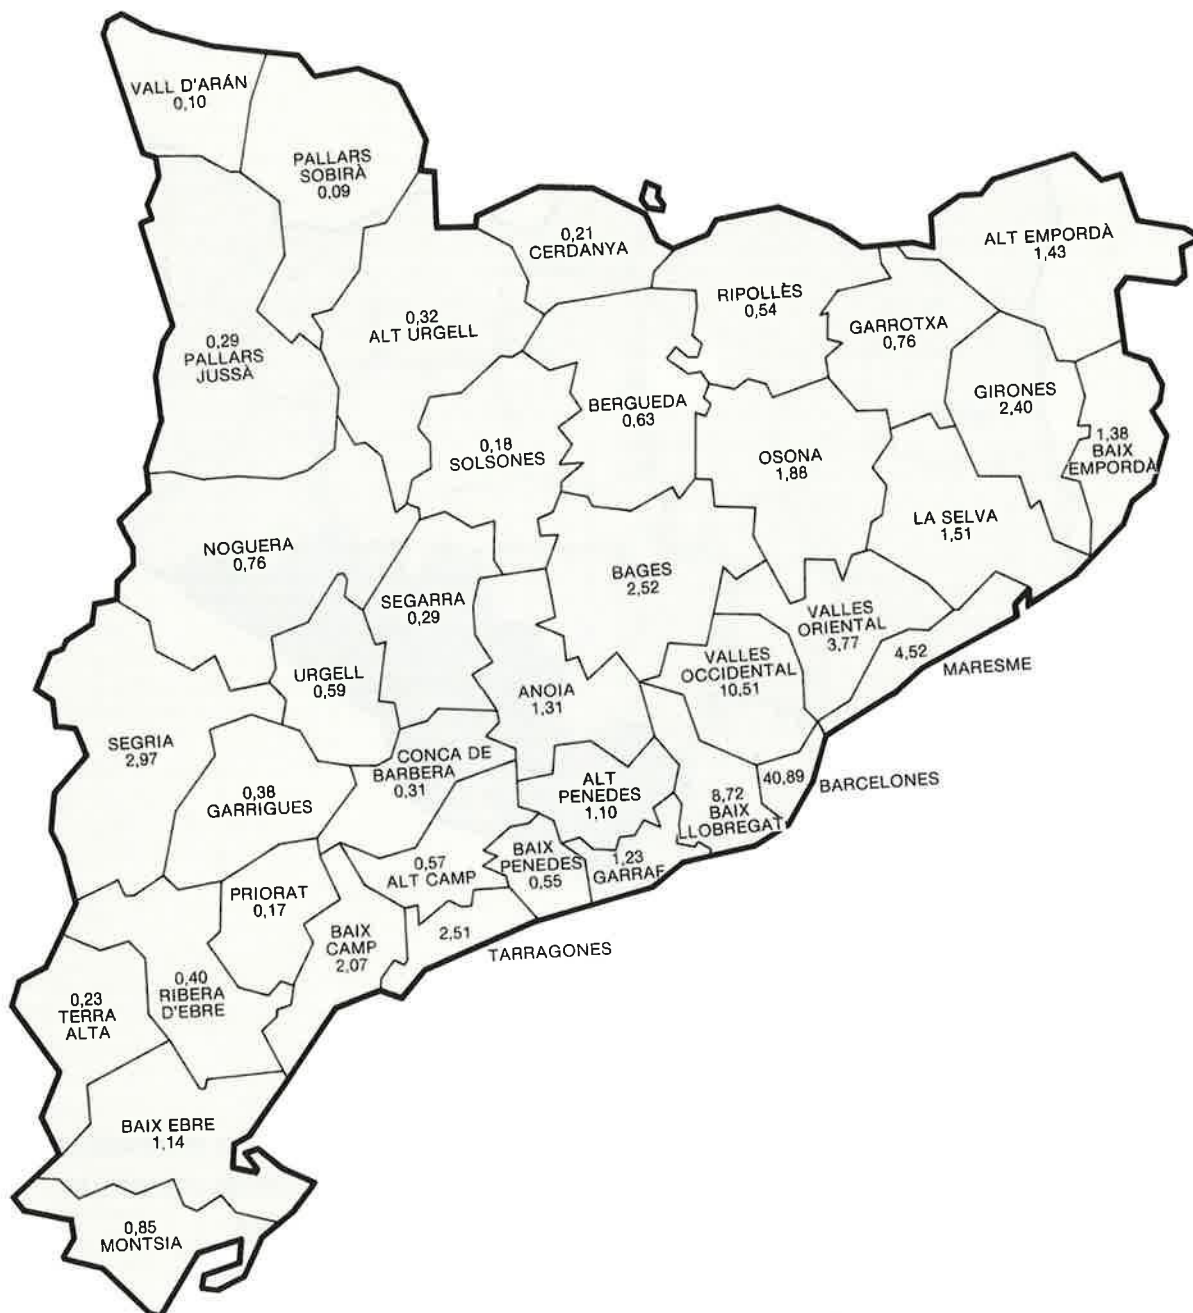 VALL D'ARÁN
0,10
PALLARS
SOBIRÀ
0,09
0,21
CERDANYA
ALT EMPORDÀ
1,43
RIPOLLÈS
0,54
0,32
ALT URGELL
GARROTXA
0,76
0,29
PALLARS
JUSSÀ
GIRONES
2,40
BERGUEDA
0,63
1,38
BAIX
EMPORDÀ
0,18
SOLSONES
OSONA
1,88
LA SELVA
1,51
NOGUERA
0,76
BAGES
2,52
SEGARRA
0,29
VALLES
ORIENTAL
3,77
4,52
MARESME
VALLES
OCCIDENTAL
10,51
URGELL
0,59
ANOIA
1,31
SEGRIA
2,97
CONCA DE
BARBERA
0,31
0,38
GARRIGUES
ALT
PENEDES
1,10
40,89
BARCELONES
8,72
BAIX
LLOBREGAT
BAIX
PENEDES
0,55
1,23
GARRAF
0,57
ALT CAMP
PRIORAT
0,17
BAIX
CAMP
2,07
2,51
TARRAGONES
0,40
RIBERA
D'EBRE
0,23
TERRA
ALTA
BAIX EBRE
1,14
0,85
MONTSIA